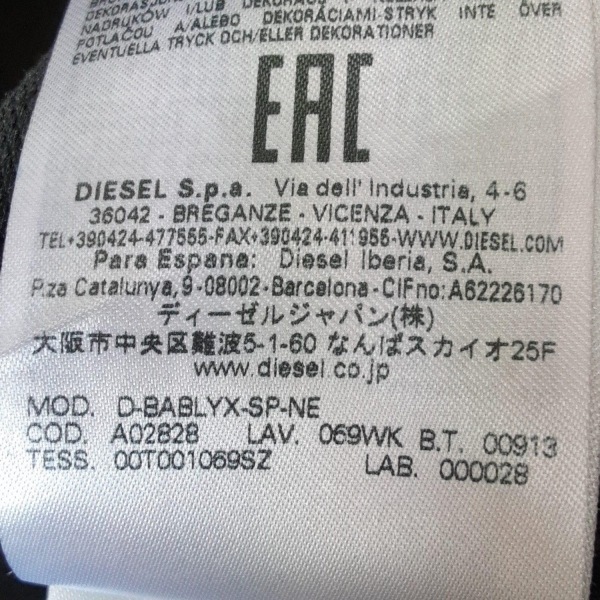 NADRUKÓW I/LUB
POTLAČOU A/ALEBO DEKORÁCIAMI-STRYK INTE ÖVER
EVENTUELLA TRYCK OCH/ELLER DEKORATIONER
EAC
DIESEL S.p.a. Via dell' Industria, 4-6
36042 - BREGANZE - VICENZA - ITALY
TEL+390424-477555-FAX+390424-411955-WWW.DIESEL.COM
Para Espana: Diesel Iberia, S.A.
P.za Catalunya,9-08002-Barcelona-CIFno:A62226170
ディーゼルジャパン(株)
大阪市中央区難波5-1-60 なんばスカイオ25F
www.diesel.co.jp
MOD. D-BABLYX-SP-NE
COD. A02828 LAV. 069WK B.T. 00913
TESS. 00T001069SZ LAB. 000028